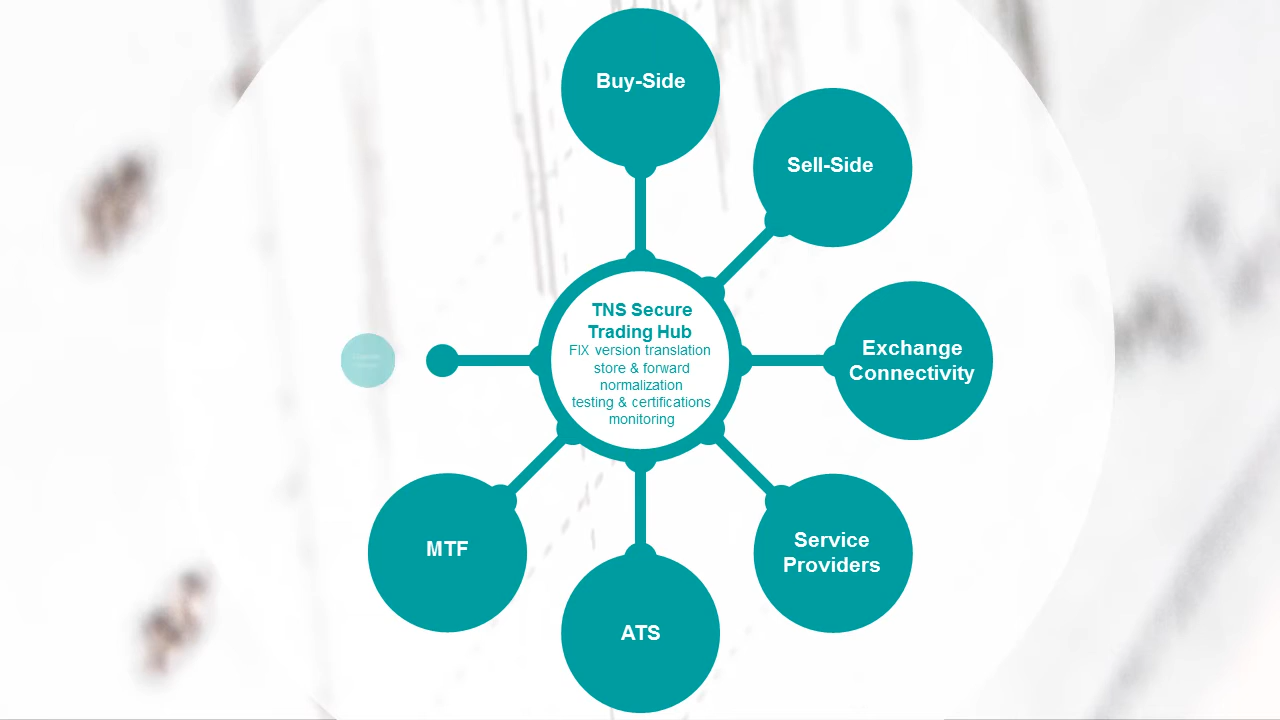 Buy-Side
Sell-Side
TNS Secure
Trading Hub
FIX version translation
store & forward
normalization
testing & certifications
monitoring
Exchange
Connectivity
MTF
Service
Providers
ATS